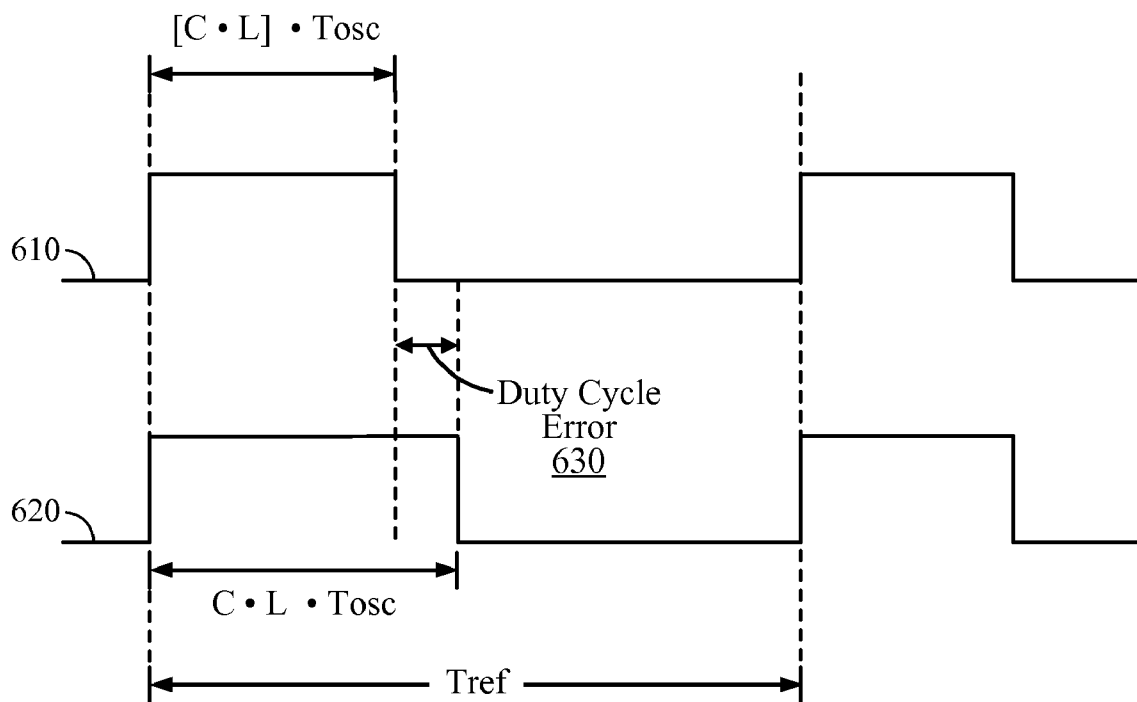 [C • L] • Tosc
610
Duty Cycle
Error
630
620
C • L • Tosc
Tref